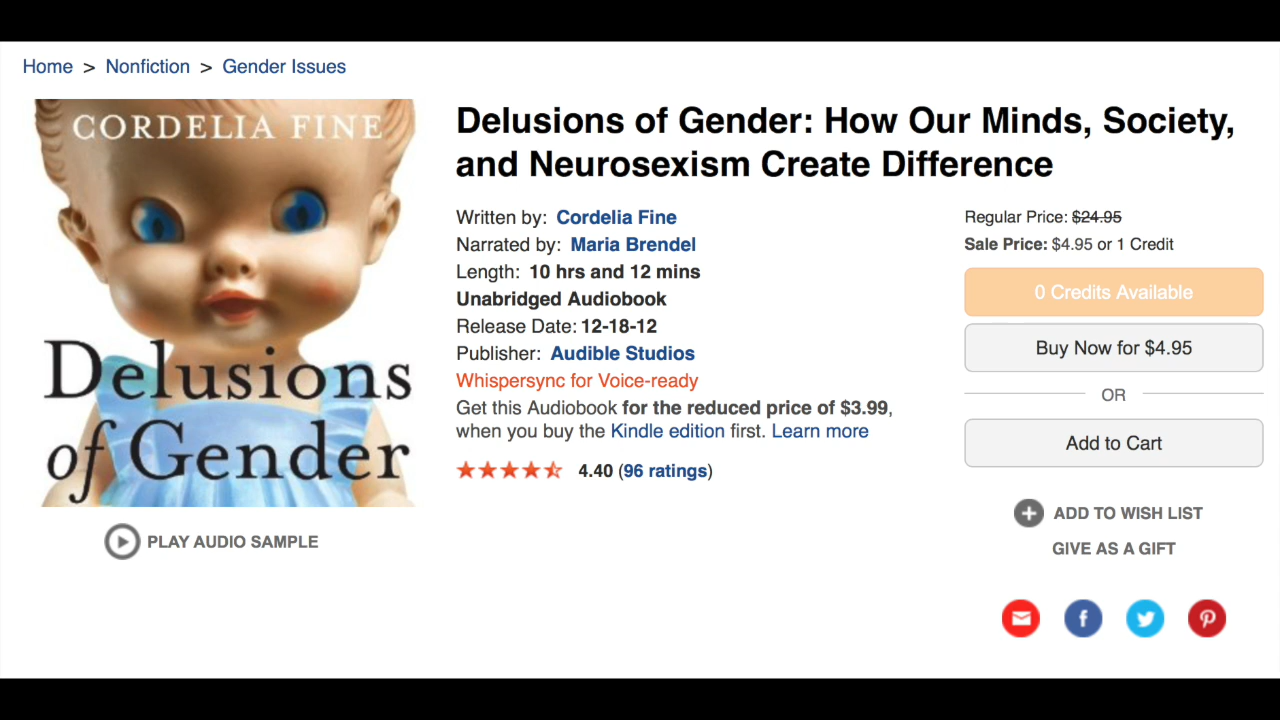 Home > Nonfiction > Gender Issues
CORDELIA FINE
Delusions
of Gender
PLAY AUDIO SAMPLE
Delusions of Gender: How Our Minds, Society,
and Neurosexism Create Difference
Written by: Cordelia Fine
Narrated by: Maria Brendel
Length: 10 hrs and 12 mins
Unabridged Audiobook
Release Date: 12-18-12
Publisher: Audible Studios
Whispersync for Voice-ready
Get this Audiobook for the reduced price of $3.99,
when you buy the Kindle edition first. Learn more
4.40 (96 ratings)
Regular Price: $24.95
Sale Price: $4.95 or 1 Credit
0 Credits Available
Buy Now for $4.95
OR
Add to Cart
ADD TO WISH LIST
GIVE AS A GIFT